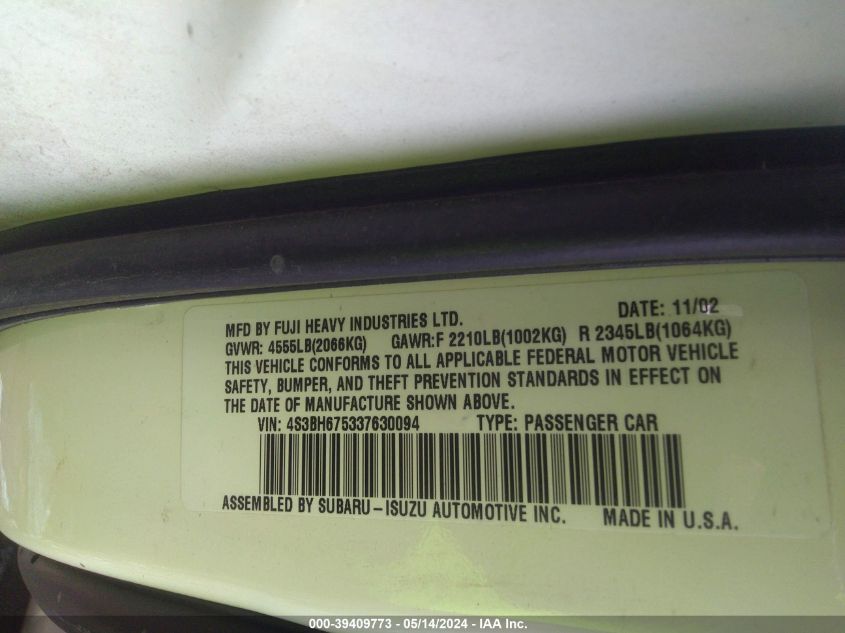 DATE: 11/02
MFD BY FUJI HEAVY INDUSTRIES LTD.
GVWR: 4555LB(2066KG) GAWR:F 2210LB(1002KG) R 2345LB(1064KG)
THIS VEHICLE CONFORMS TO ALL APPLICABLE FEDERAL MOTOR VEHICLE
SAFETY, BUMPER, AND THEFT PREVENTION STANDARDS IN EFFECT ON
THE DATE OF MANUFACTURE SHOWN ABOVE.
VIN: 4S3BH675337630094 TYPE: PASSENGER CAR
ASSEMBLED BY SUBARU-ISUZU AUTOMOTIVE INC. MADE IN U.S.A.
000-39409773 - 05/14/2024 - IAA Inc.